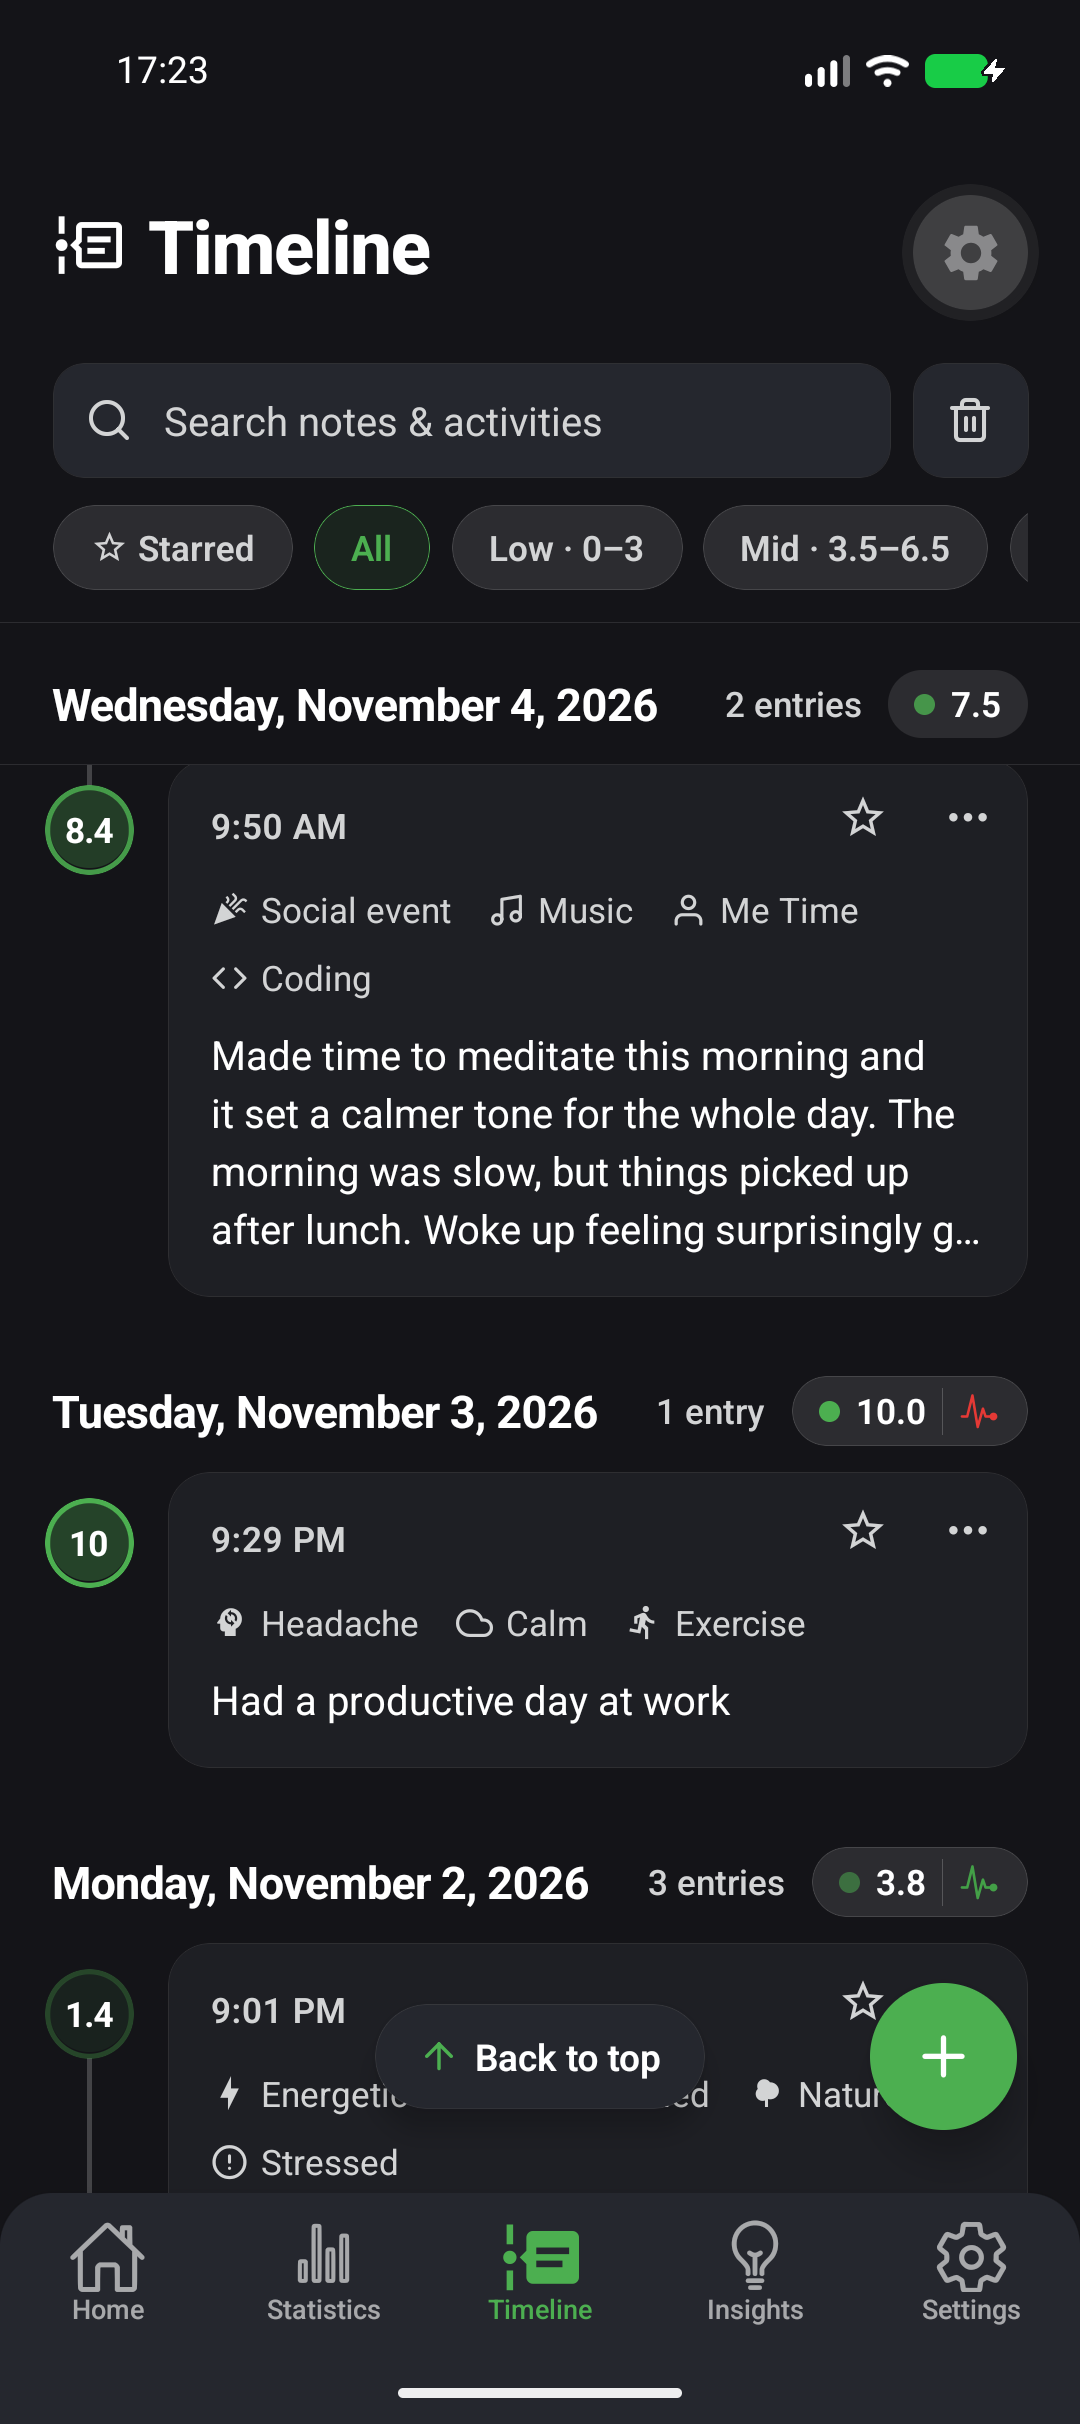 17:23
Timeline
Search notes & activities
Starred
All
Low · 0–3
Mid · 3.5–6.5
Wednesday, November 4, 2026
2 entries
7.5
8.4
9:50 AM
Social event
Music
Me Time
Coding
Made time to meditate this morning and
it set a calmer tone for the whole day. The
morning was slow, but things picked up
after lunch. Woke up feeling surprisingly g...
Tuesday, November 3, 2026
1 entry
10.0
10
9:29 PM
Headache
Calm
Exercise
Had a productive day at work
Monday, November 2, 2026
3 entries
3.8
1.4
9:01 PM
Back to top
Stressed
Home
Statistics
Timeline
Insights
Settings